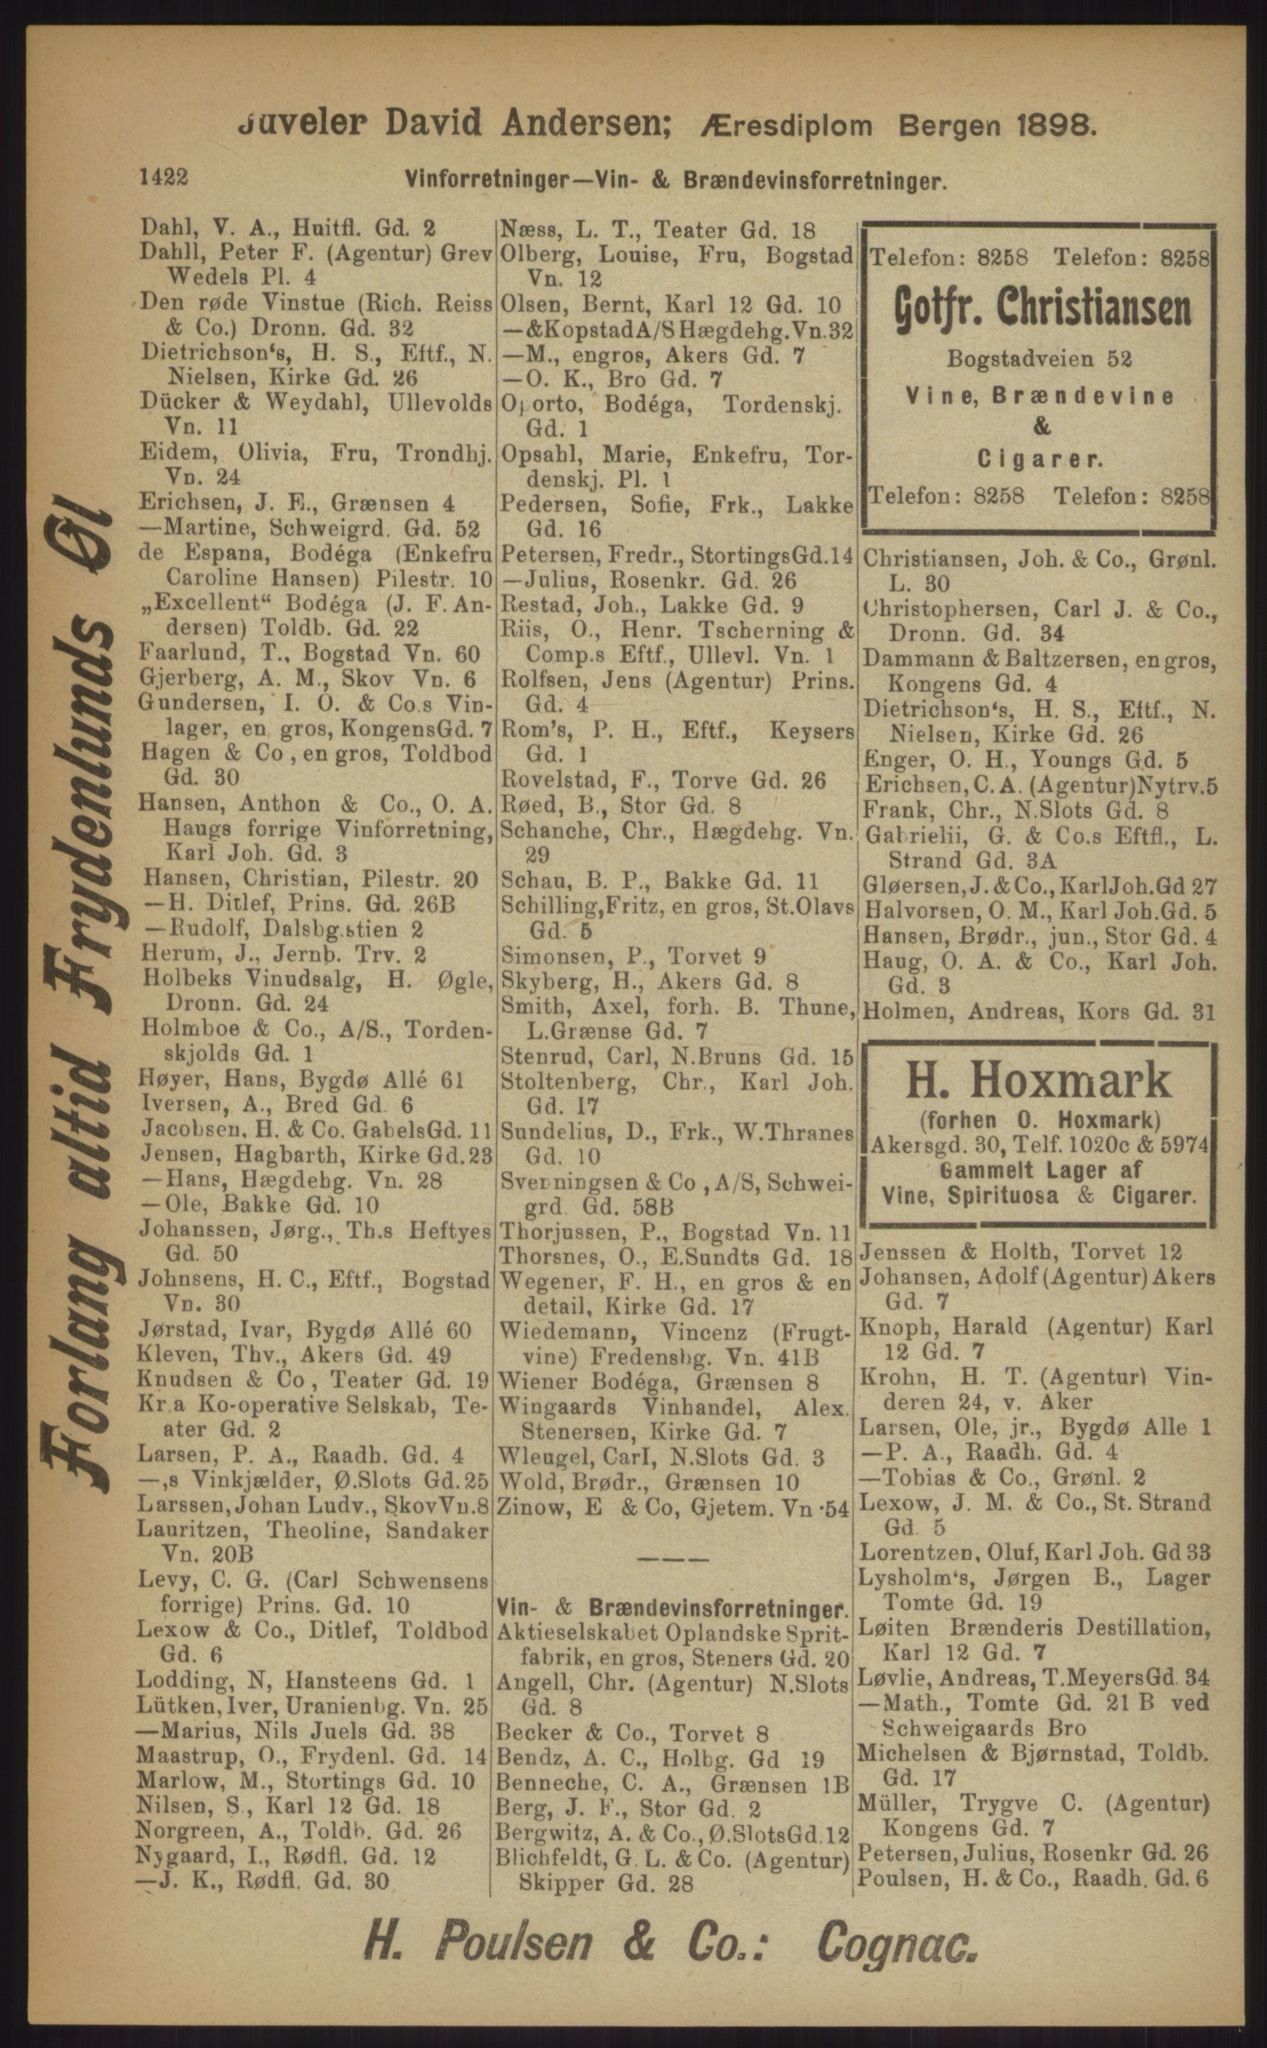 Juveler David Andersen; Æresdiplom Bergen 1898.
1422
Vinforretninger—Vin- & Brændevinsforretninger.
Forlang altid Frydenlunds Øl
Dahl, V. A., Huitfl. Gd. 2
Dahll, Peter F. (Agentur) Grev
Wedels Pl. 4
Den røde Vinstue (Rich. Reiss
& Co.) Dronn. Gd. 32
Dietrichson's, H. S., Eftf., N.
Nielsen, Kirke Gd. 26
Dücker & Weydahl, Ullevolds
Vn. 11
Eidem, Olivia, Fru, Trondhj.
Vn. 24
Erichsen, J. E., Grænsen 4
—Martine, Schweigrd. Gd. 52
de Espana, Bodéga (Enkefru
Caroline Hansen) Pilestr. 10
„Excellent“ Bodéga (J. F. An-
dersen) Toldb. Gd. 22
Faarlund, T., Bogstad Vn. 60
Gjerberg, A. M., Skov Vn. 6
Gundersen, I. O. & Co.s Vin-
lager, en gros, Kongens Gd. 7
Hagen & Co, en gros, Toldbod
Gd. 30
Hansen, Anthon & Co., O. A.
Haugs forrige Vinforretning,
Karl Joh. Gd. 3
Hansen, Christian, Pilestr. 20
—H. Ditlef, Prins. Gd. 26B
—Rudolf, Dalsbg.stien 2
Herum, J., Jernb. Trv. 2
Holbeks Vinudsalg, H. Øgle,
Dronn. Gd. 24
Holmboe & Co., A/S., Torden-
skjolds Gd. 1
Høyer, Hans, Bygdø Allé 61
Iversen, A., Bred Gd. 6
Jacobsen, H. & Co. Gabels Gd. 11
Jensen, Hagbarth, Kirke Gd. 23
—Hans, Hægdehg. Vn. 28
—Ole, Bakke Gd. 10
Johanssen, Jørg., Th.s Heftyes
Gd. 50
Johnsens, H. C., Eftf., Bogstad
Vn. 30
Jørstad, Ivar, Bygdø Allé 60
Kleven, Thv., Akers Gd. 49
Knudsen & Co, Teater Gd. 19
Kr.a Ko-operative Selskab, Te-
ater Gd. 2
Larsen, P. A., Raadh. Gd. 4
—,s Vinkjælder, Ø.Slots Gd. 25
Larssen, Johan Ludv., Skov Vn. 8
Lauritzen, Theoline, Sandaker
Vn. 20B
Levy, C. G. (Carl Schwensens
forrige) Prins. Gd. 10
Lexow & Co., Ditlef, Toldbod
Gd. 6
Lodding, N, Hansteens Gd. 1
Lütken, Iver, Uranienbg. Vn. 25
—Marius, Nils Juels Gd. 38
Maastrup, O., Frydenl. Gd. 14
Marlow, M., Stortings Gd. 10
Nilsen, S., Karl 12 Gd. 18
Norgreen, A., Toldb. Gd. 26
Nygaard, I., Rødfl. Gd. 12
—J. K., Rødfl. Gd. 30
Næss, L. T., Teater Gd. 18
Olberg, Louise, Fru, Bogstad
Vn. 12
Olsen, Bernt, Karl 12 Gd. 10
—& Kopstad A/S Hægdehg. Vn. 32
—M., engros, Akers Gd. 7
—O. K., Bro Gd. 7
Oporto, Bodéga, Tordenskj.
Gd. 1
Opsahl, Marie, Enkefru, Tor-
denskj. Pl. 1
Pedersen, Sofie, Frk., Lakke
Gd. 16
Petersen, Fredr., Stortings Gd. 14
—Julius, Rosenkr. Gd. 26
Restad, Joh., Lakke Gd. 9
Riis, O., Henr. Tscherning &
Comp.s Eftf., Ullevl. Vn. 1
Rolfsen, Jens (Agentur) Prins.
Gd. 4
Rom's, P. H., Eftf., Keysers
Gd. 1
Rovelstad, F., Torve Gd. 26
Røed, B., Stor Gd. 8
Schanche, Chr., Hægdehg. Vn.
29
Schau, B. P., Bakke Gd. 11
Schilling, Fritz, en gros, St. Olavs
Gd. 5
Simonsen, P., Torvet 9
Skyberg, H., Akers Gd. 8
Smith, Axel, forh. B. Thune,
L.Grænse Gd. 7
Stenrud, Carl, N.Bruns Gd. 15
Stoltenberg, Chr., Karl Joh.
Gd. 17
Sundelius, D., Frk., W.Thranes
Gd. 10
Sverningsen & Co, A/S, Schwei-
grd. Gd. 58B
Thorjussen, P., Bogstad Vn. 11
Thorsnes, O., E.Sundts Gd. 18
Wegener, F. H., en gros & en
detail, Kirke Gd. 17
Wiedemann, Vincenz (Frugt-
vine) Fredensbg. Vn. 41B
Wiener Bodéga, Grænsen 8
Wingaards Vinhandel, Alex.
Stenersen, Kirke Gd. 7
Wleugel, Carl, N.Slots Gd. 3
Wold, Brødr., Grænsen 10
Zinow, E & Co, Gjetem. Vn. 54
Vin- & Brændevinsforretninger.
Aktieselskabet Oplandske Sprit-
fabrik, en gros, Steners Gd. 20
Angell, Chr. (Agentur) N.Slots
Gd. 8
Becker & Co., Torvet 8
Bendz, A. C., Holbg. Gd 19
Benneche, C. A., Grænsen 1B
Berg, J. F., Stor Gd. 2
Bergwitz, A. & Co., Ø.Slots Gd. 12
Blichfeldt, G. L. & Co. (Agentur)
Skipper Gd. 28
Telefon: 8258 Telefon: 8258
Gotfr. Christiansen
Bogstadveien 52
Vine, Brændevine
&
Cigarer.
Telefon: 8258 Telefon: 8258
Christiansen, Joh. & Co., Grønl.
L. 30
Christophersen, Carl J. & Co.,
Dronn. Gd. 34
Dammann & Baltzersen, en gros,
Kongens Gd. 4
Dietrichson's, H. S., Eftf., N.
Nielsen, Kirke Gd. 26
Enger, O. H., Youngs Gd. 5
Erichsen, C. A. (Agentur) Nytrv. 5
Frank, Chr., N.Slots Gd. 8
Gabrielii, G. & Co.s Eftfl., L.
Strand Gd. 3A
Gløersen, J. & Co., Karl Joh. Gd 27
Halvorsen, O. M., Karl Joh. Gd. 5
Hansen, Brødr., jun., Stor Gd. 4
Haug, O. A. & Co., Karl Joh.
Gd. 3
Holmen, Andreas, Kors Gd. 31
H. Hoxmark
(forhen O. Hoxmark)
Akersgd. 30, Telf. 1020c & 5974
Gammelt Lager af
Vine, Spirituosa & Cigarer.
Jenssen & Holth, Torvet 12
Johansen, Adolf (Agentur) Akers
Gd. 7
Knoph, Harald (Agentur) Karl
12 Gd. 7
Krohn, H. T. (Agentur) Vin-
deren 24, v. Aker
Larsen, Ole, jr., Bygdø Alle 1
—P. A., Raadh. Gd. 4
—Tobias & Co., Grønl. 2
Lexow, J. M. & Co., St. Strand
Gd. 5
Lorentzen, Oluf, Karl Joh. Gd 33
Lysholm's, Jørgen B., Lager
Tomte Gd. 19
Løiten Brænderis Destillation,
Karl 12 Gd. 7
Løvlie, Andreas, T.Meyers Gd. 34
—Math., Tomte Gd. 21 B ved
Schweigaards Bro
Michelsen & Bjørnstad, Toldb.
Gd. 17
Müller, Trygve C. (Agentur)
Kongens Gd. 7
Petersen, Julius, Rosenkr Gd. 26
Poulsen, H. & Co., Raadh. Gd. 6
H. Poulsen & Co.: Cognac.